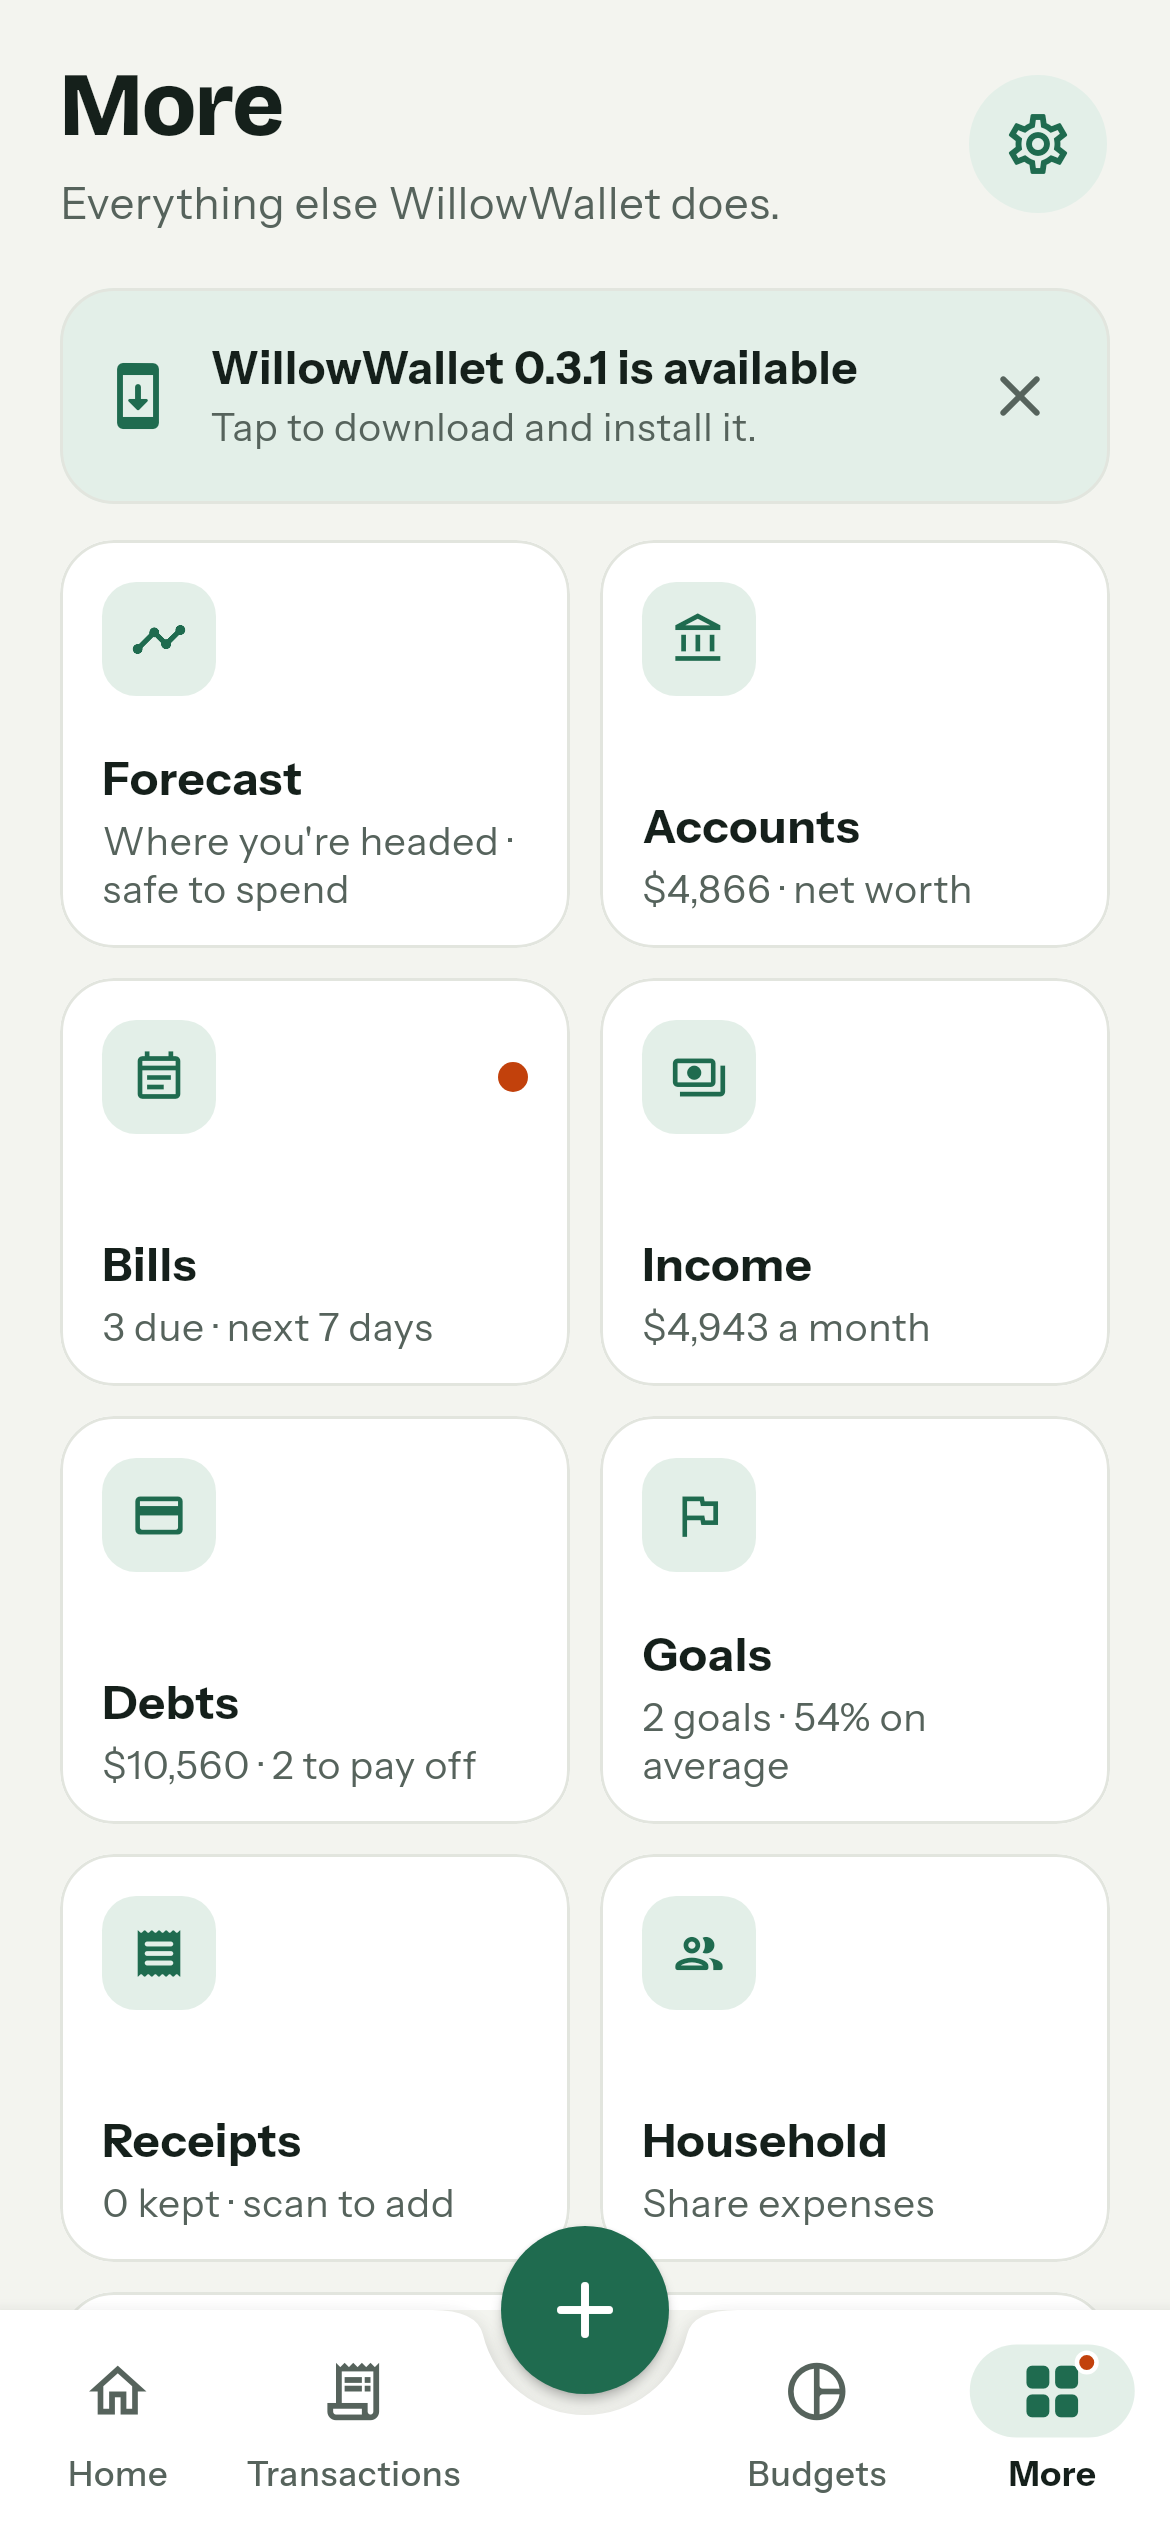 More
Everything else WillowWallet does.
WillowWallet 0.3.1 is available
Tap to download and install it.
Forecast
Where you're headed ·
safe to spend
Accounts
$4,866 · net worth
Bills
3 due · next 7 days
Income
$4,943 a month
Debts
$10,560 · 2 to pay off
Goals
2 goals · 54% on
average
Receipts
0 kept · scan to add
Household
Share expenses
Home
Transactions
Budgets
More